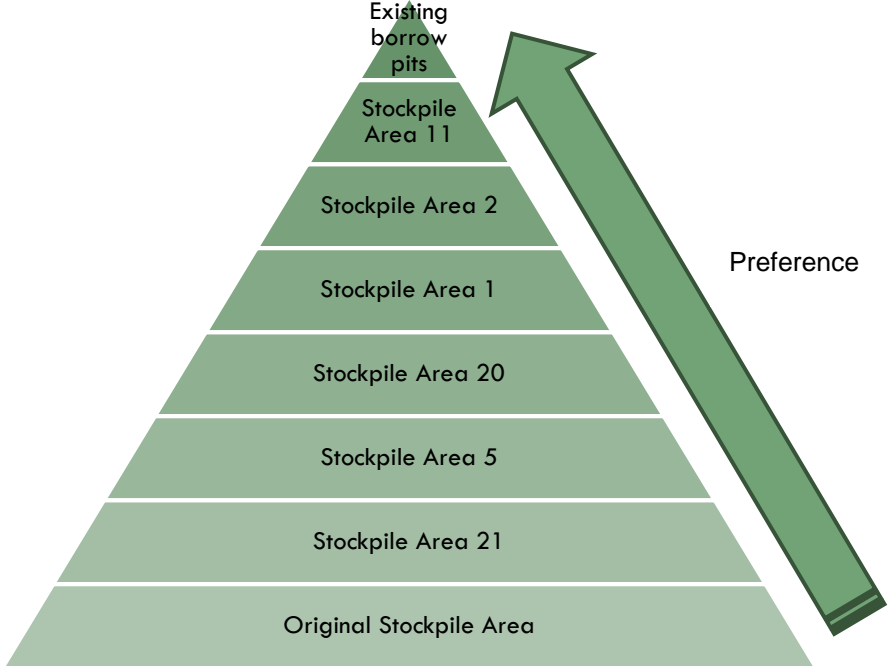 Existing
borrow
pits
Stockpile
Area 11
Stockpile Area 2
Preference
Stockpile Area 1
Stockpile Area 20
Stockpile Area 5
Stockpile Area 21
Original Stockpile Area